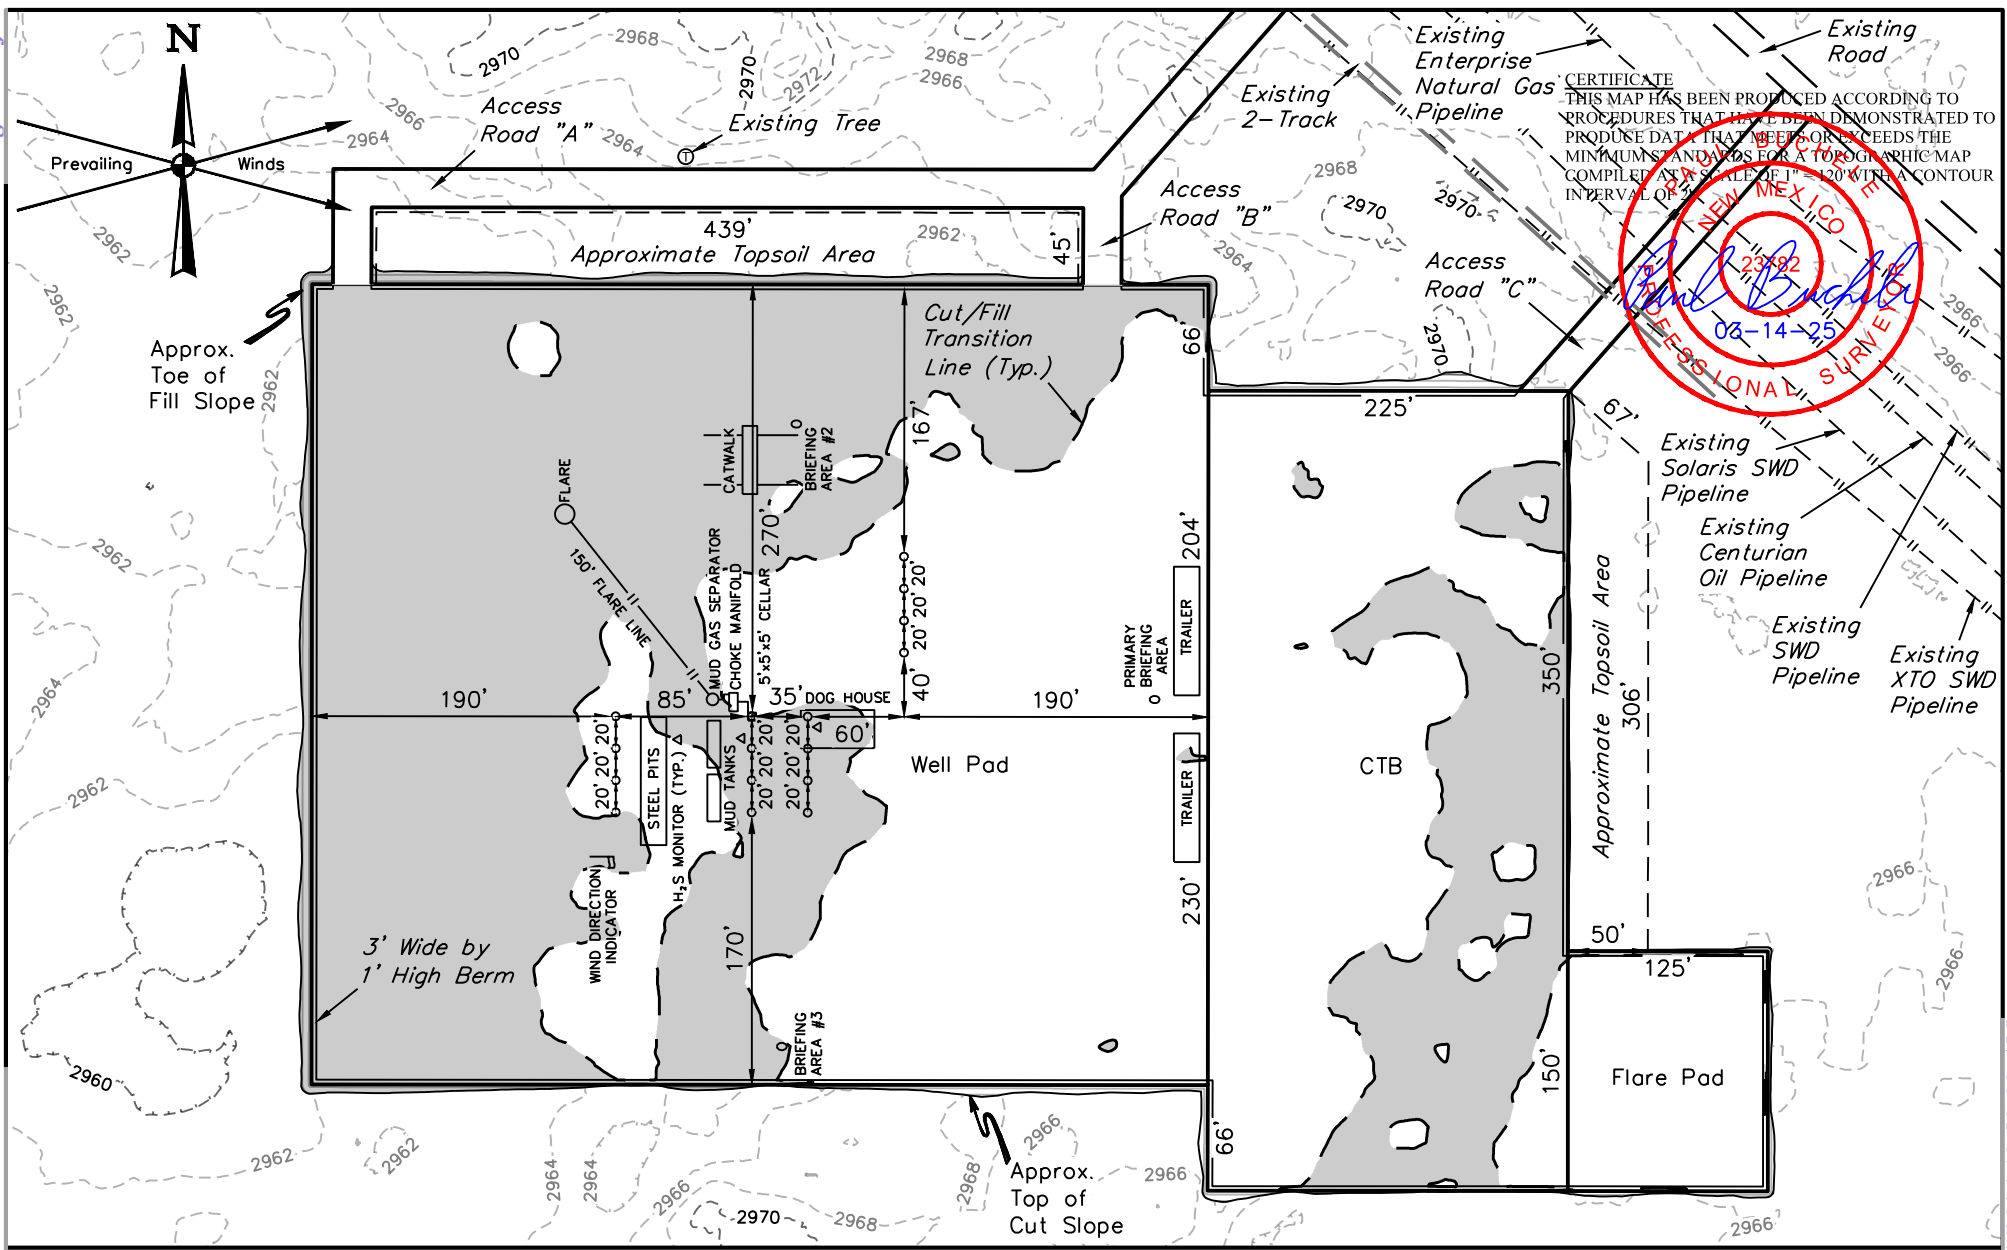 N
Prevailing
Winds
2970
2968
2970
2972
2968
2966
2966
2964
2964
2962
2962
Access
Road "A"
Existing Tree
T
Existing
2-Track
Existing
Enterprise
Natural Gas
Pipeline
Existing
Road
CERTIFICATE
THIS MAP HAS BEEN PRODUCED ACCORDING TO
PROCEDURES THAT HAVE BEEN DEMONSTRATED TO
PRODUCE DATA THAT MEETS OR EXCEEDS THE
MINIMUM STANDARDS FOR A TOPOGRAPHIC MAP
COMPILED AT A SCALE OF 1" = 120' WITH A CONTOUR
INTERVAL OF 2'
PAUL BUCHELE
NEW MEXICO
23782
PROFESSIONAL SURVEYOR
Paul Buchele
03-14-25
Access
Road "B"
2968
2970
2970
2964
2970
Access
Road "C"
2966
2966
439'
Approximate Topsoil Area
45'
2962
Approx.
Toe of
Fill Slope
2962
2962
2962
2964
2962
Cut/Fill
Transition
Line (Typ.)
66'
167'
225'
67'
Existing
Solaris SWD
Pipeline
Existing
Centurian
Oil Pipeline
Existing
SWD
Pipeline
Existing
XTO SWD
Pipeline
FLARE
150' FLARE LINE
CATWALK
BRIEFING
AREA #2
270'
MUD GAS SEPARATOR
CHOKE MANIFOLD
5'x5'x5' CELLAR
20' 20' 20'
40'
204'
TRAILER
PRIMARY
BRIEFING
AREA
190'
85'
35'
DOG HOUSE
60'
190'
20' 20' 20'
20' 20' 20'
20' 20' 20'
STEEL PITS
H₂S MONITOR (TYP.)
MUD TANKS
Well Pad
TRAILER
230'
CTB
350'
Approximate Topsoil Area
306'
WIND DIRECTION
INDICATOR
170'
3' Wide by
1' High Berm
BRIEFING
AREA #3
50'
125'
150'
Flare Pad
66'
2960
2962
2962
2964
2964
2966
2970
2968
2968
2966
2966
2966
2966
2966
Approx.
Top of
Cut Slope